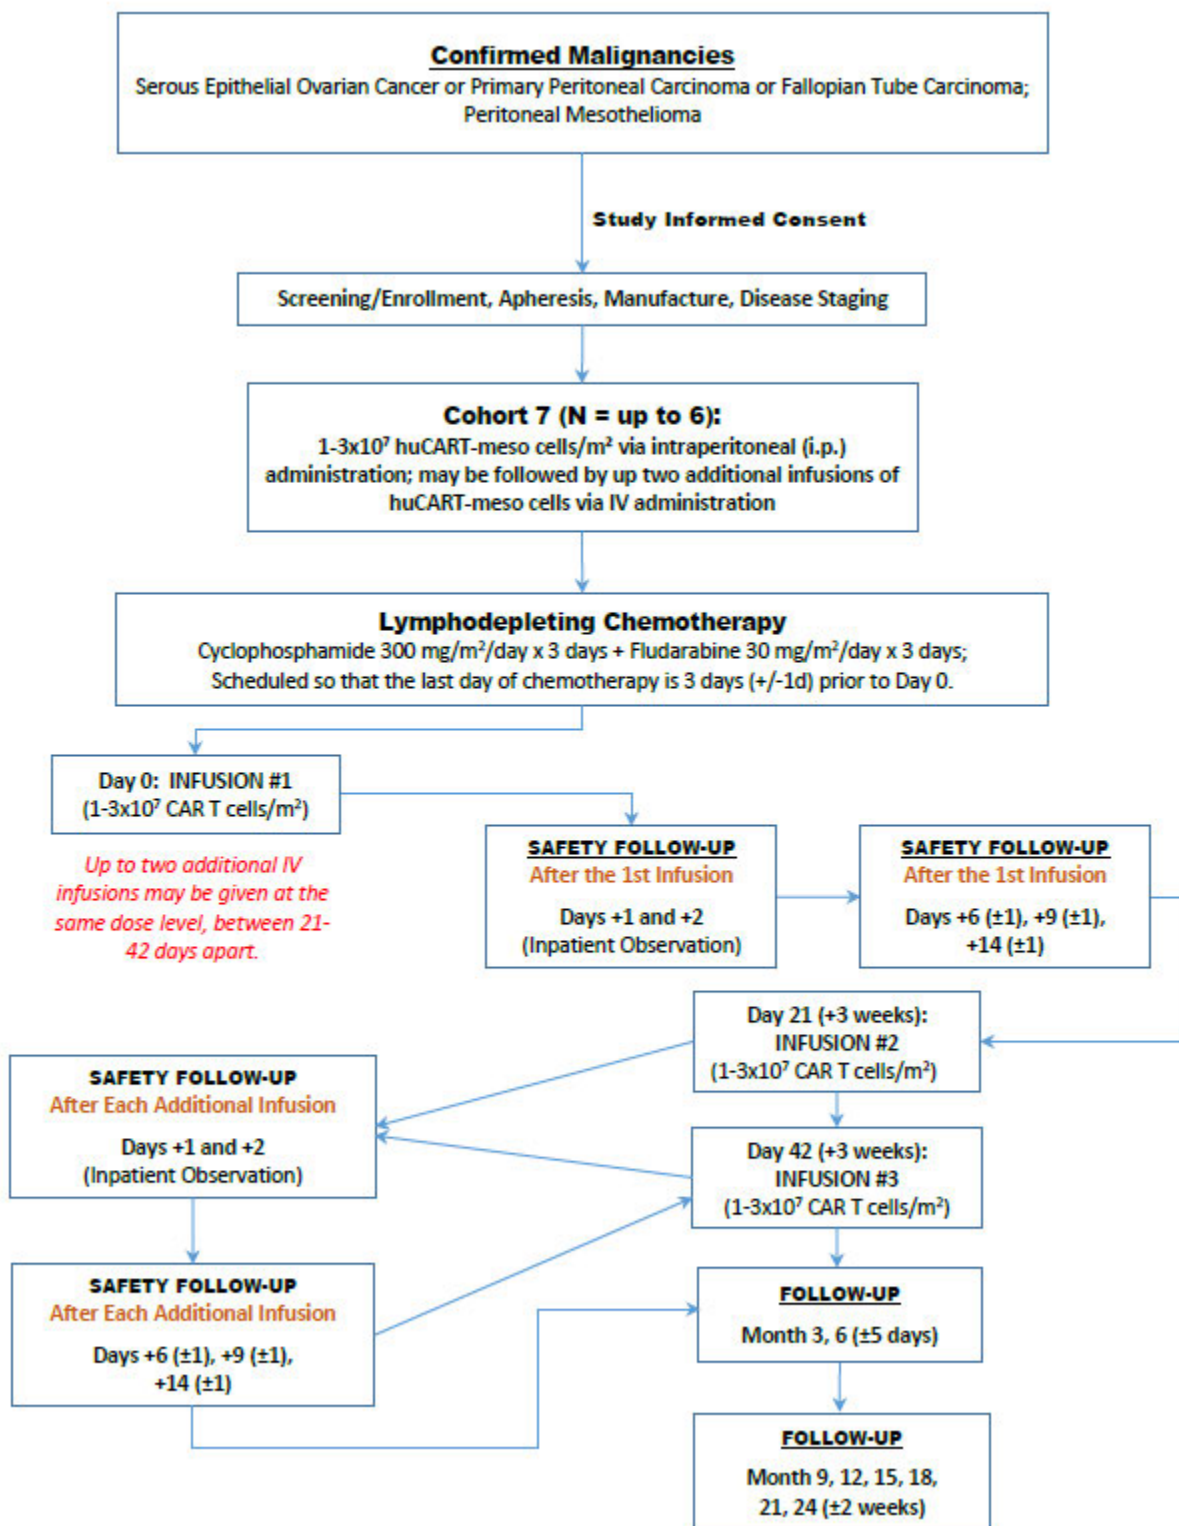 Confirmed Malignancies
Serous Epithelial Ovarian Cancer or Primary Peritoneal Carcinoma or Fallopian Tube Carcinoma;
Peritoneal Mesothelioma
Study Informed Consent
Screening/Enrollment, Apheresis, Manufacture, Disease Staging
Cohort 7 (N = up to 6):
1-3x10⁷ huCART-meso cells/m² via intraperitoneal (i.p.)
administration; may be followed by up two additional infusions of
huCART-meso cells via IV administration
Lymphodepleting Chemotherapy
Cyclophosphamide 300 mg/m²/day x 3 days + Fludarabine 30 mg/m²/day x 3 days;
Scheduled so that the last day of chemotherapy is 3 days (+/-1d) prior to Day 0.
Day 0: INFUSION #1
(1-3x10⁷ CAR T cells/m²)
Up to two additional IV
infusions may be given at the
same dose level, between 21-
42 days apart.
SAFETY FOLLOW-UP
After the 1st Infusion
Days +1 and +2
(Inpatient Observation)
SAFETY FOLLOW-UP
After the 1st Infusion
Days +6 (±1), +9 (±1),
+14 (±1)
Day 21 (+3 weeks):
INFUSION #2
(1-3x10⁷ CAR T cells/m²)
SAFETY FOLLOW-UP
After Each Additional Infusion
Days +1 and +2
(Inpatient Observation)
Day 42 (+3 weeks):
INFUSION #3
(1-3x10⁷ CAR T cells/m²)
SAFETY FOLLOW-UP
After Each Additional Infusion
Days +6 (±1), +9 (±1),
+14 (±1)
FOLLOW-UP
Month 3, 6 (±5 days)
FOLLOW-UP
Month 9, 12, 15, 18,
21, 24 (±2 weeks)